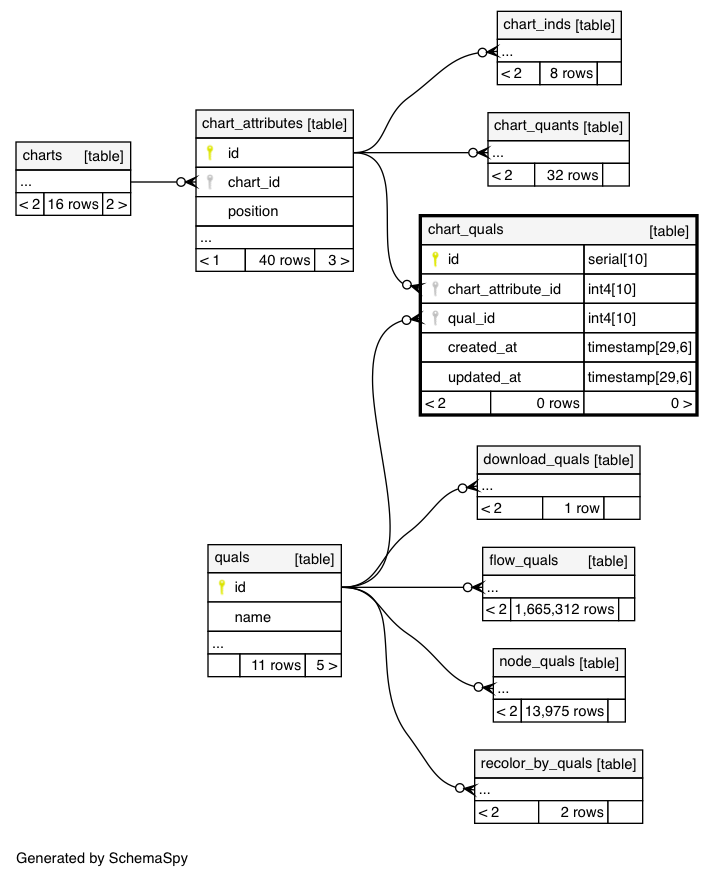 chart_inds [table]
...
< 2 8 rows
chart_attributes [table]
id
chart_id
position
...
< 1 40 rows 3 >
chart_quants [table]
...
< 2 32 rows
charts [table]
...
< 2 16 rows 2 >
chart_quals [table]
id serial[10]
chart_attribute_id int4[10]
qual_id int4[10]
created_at timestamp[29,6]
updated_at timestamp[29,6]
< 2 0 rows 0 >
download_quals [table]
...
< 2 1 row
quals [table]
id
name
...
11 rows 5 >
flow_quals [table]
...
< 2 1,665,312 rows
node_quals [table]
...
< 2 13,975 rows
recolor_by_quals [table]
...
< 2 2 rows
Generated by SchemaSpy